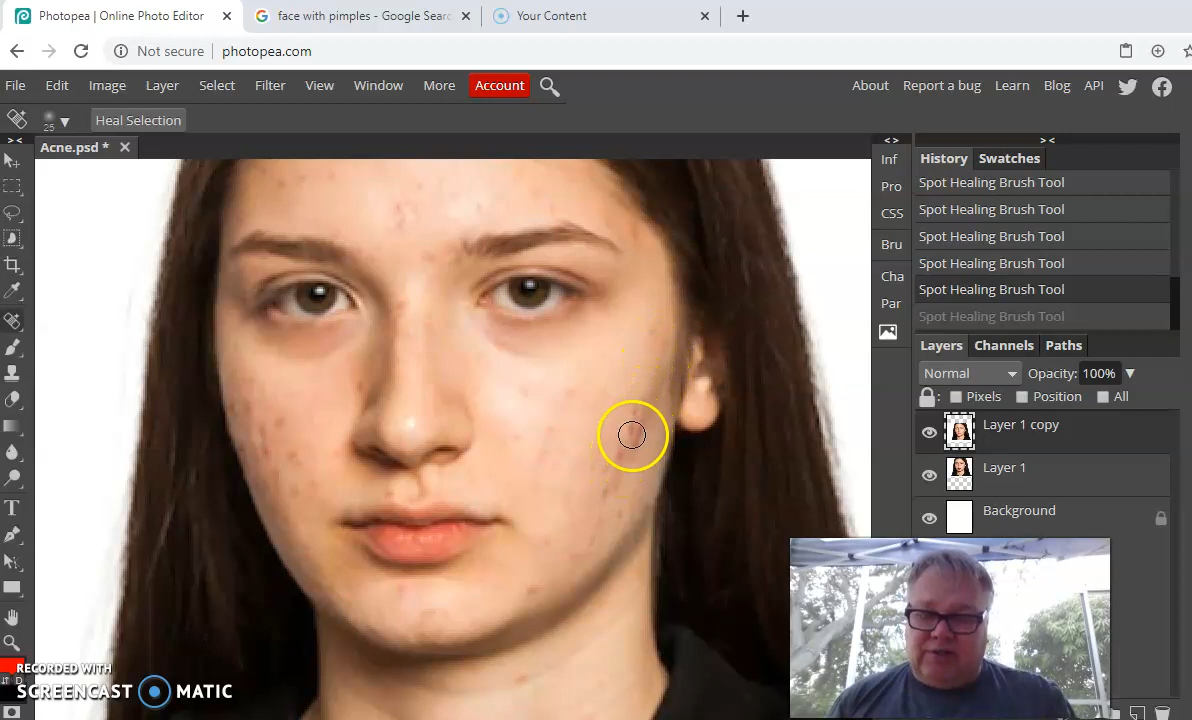 Photopea | Online Photo Editor
face with pimples - Google Searc
Your Content
Not secure
photopea.com
File Edit Image Layer Select Filter View Window More Account
About Report a bug Learn Blog API
25
Heal Selection
> <
Acne.psd *
< >
> <
Inf
Pro
CSS
Bru
Cha
Par
History Swatches
Spot Healing Brush Tool
Spot Healing Brush Tool
Spot Healing Brush Tool
Spot Healing Brush Tool
Spot Healing Brush Tool
Spot Healing Brush Tool
Layers Channels Paths
Normal Opacity: 100%
: Pixels Position All
Layer 1 copy
Layer 1
Background
D
RECORDED WITH
SCREENCAST MATIC